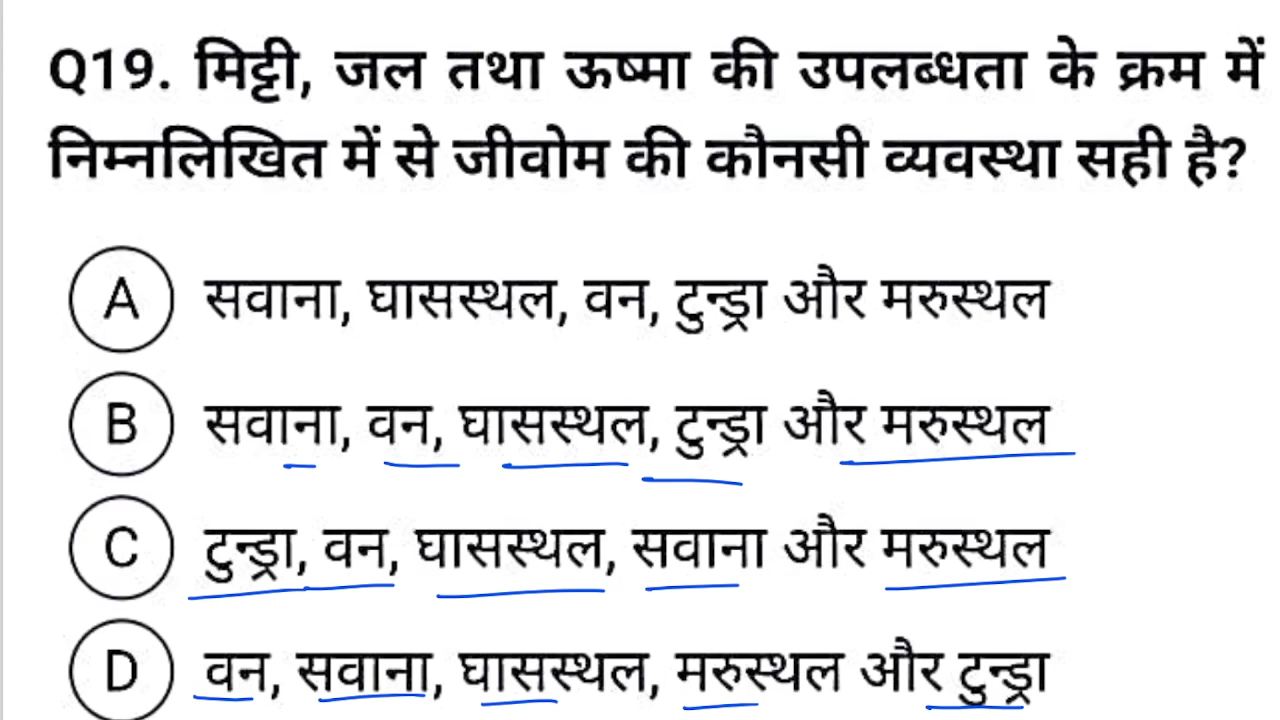 Q19. मिट्टी, जल तथा ऊष्मा की उपलब्धता के क्रम में
निम्नलिखित में से जीवोम की कौनसी व्यवस्था सही है?
A सवाना, घासस्थल, वन, टुन्ड्रा और मरुस्थल
B सवाना, वन, घासस्थल, टुन्ड्रा और मरुस्थल
C टुन्ड्रा, वन, घासस्थल, सवाना और मरुस्थल
D वन, सवाना, घासस्थल, मरुस्थल और टुन्ड्रा